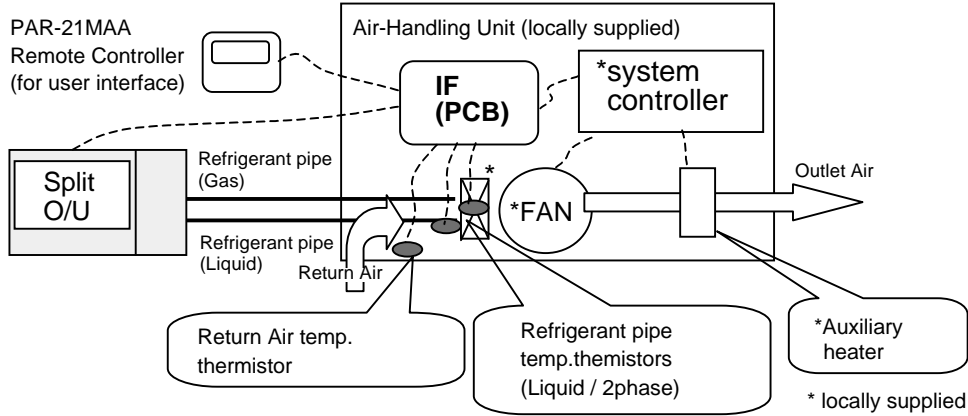 PAR-21MAA
Remote Controller
(for user interface)
Air-Handling Unit (locally supplied)
IF
(PCB)
*system
controller
Split
O/U
Refrigerant pipe
(Gas)
Refrigerant pipe
(Liquid)
Return Air
*
*FAN
Outlet Air
Return Air temp.
thermistor
Refrigerant pipe
temp.themistors
(Liquid / 2phase)
*Auxiliary
heater
* locally supplied